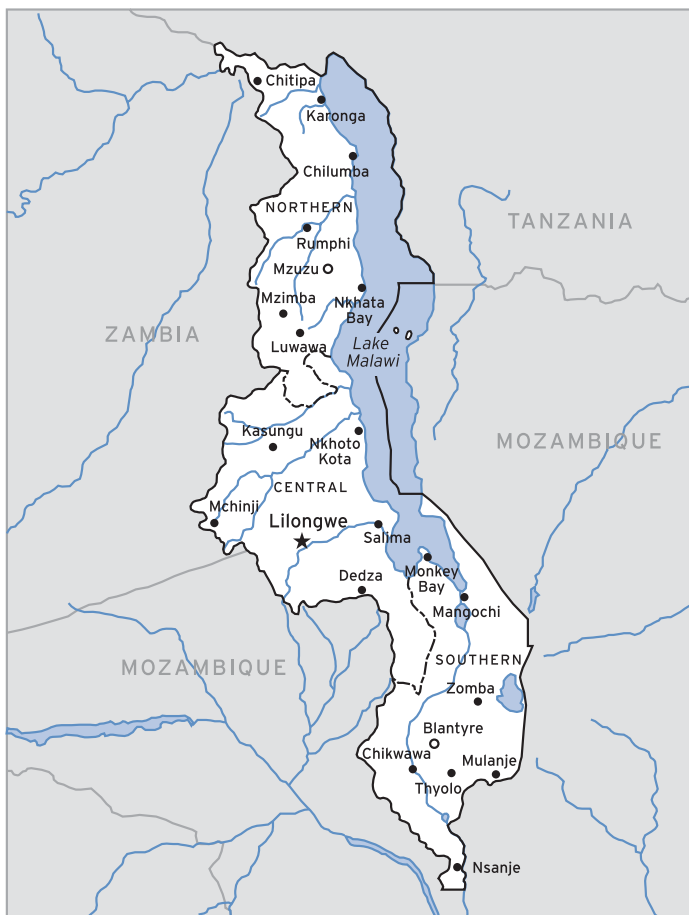 Chitipa
Karonga
Chilumba
NORTHERN
TANZANIA
Rumphi
Mzuzu
Mzimba
Nkhata
Bay
ZAMBIA
Luwawa
Lake
Malawi
Kasungu
Nkhoto
Kota
MOZAMBIQUE
CENTRAL
Mchinji
Lilongwe
Salima
Monkey
Bay
Dedza
Mangochi
MOZAMBIQUE
SOUTHERN
Zomba
Blantyre
Chikwawa
Mulanje
Thyolo
Nsanje